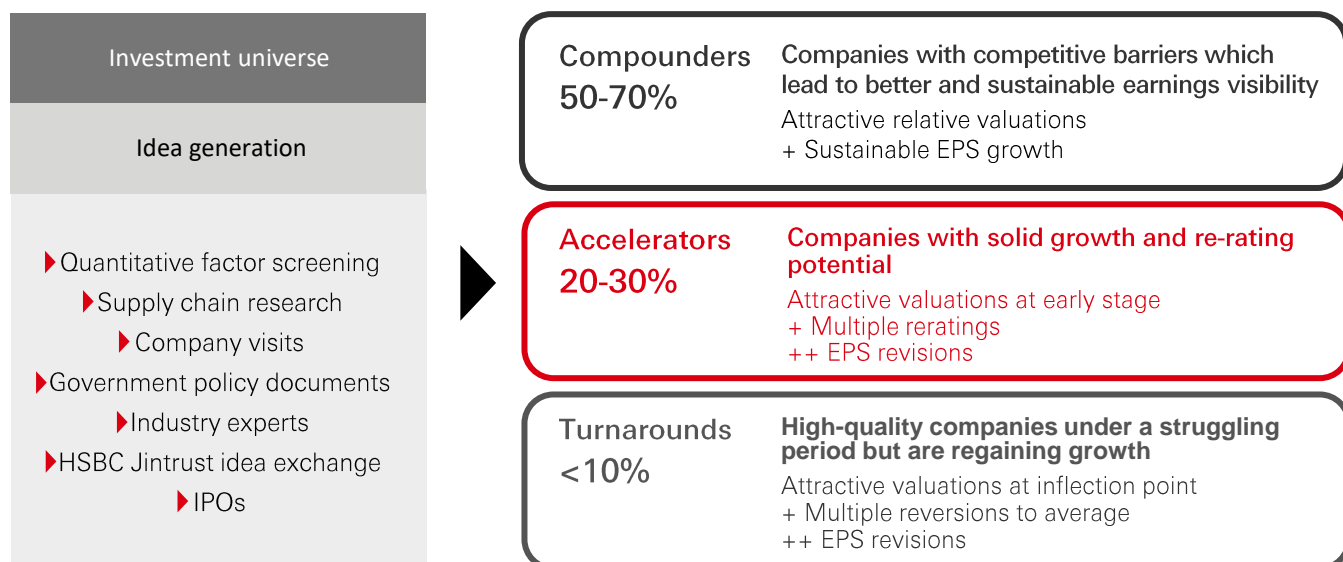 Investment universe
Idea generation
Quantitative factor screening
Supply chain research
Company visits
Government policy documents
Industry experts
HSBC Jintrust idea exchange
IPOs
Compounders
50-70%
Companies with competitive barriers which
lead to better and sustainable earnings visibility
Attractive relative valuations
+ Sustainable EPS growth
Accelerators
20-30%
Companies with solid growth and re-rating
potential
Attractive valuations at early stage
+ Multiple reratings
++ EPS revisions
Turnarounds
<10%
High-quality companies under a struggling
period but are regaining growth
Attractive valuations at inflection point
+ Multiple reversions to average
++ EPS revisions